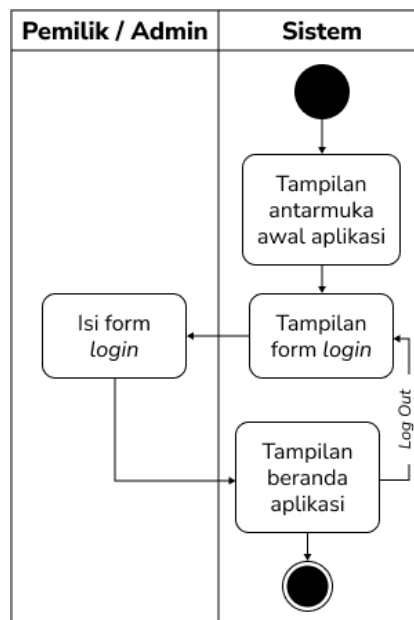 Pemilik / Admin
Sistem
Tampilan
antarmuka
awal aplikasi
Isi form
login
Tampilan
form login
Log Out
Tampilan
beranda
aplikasi